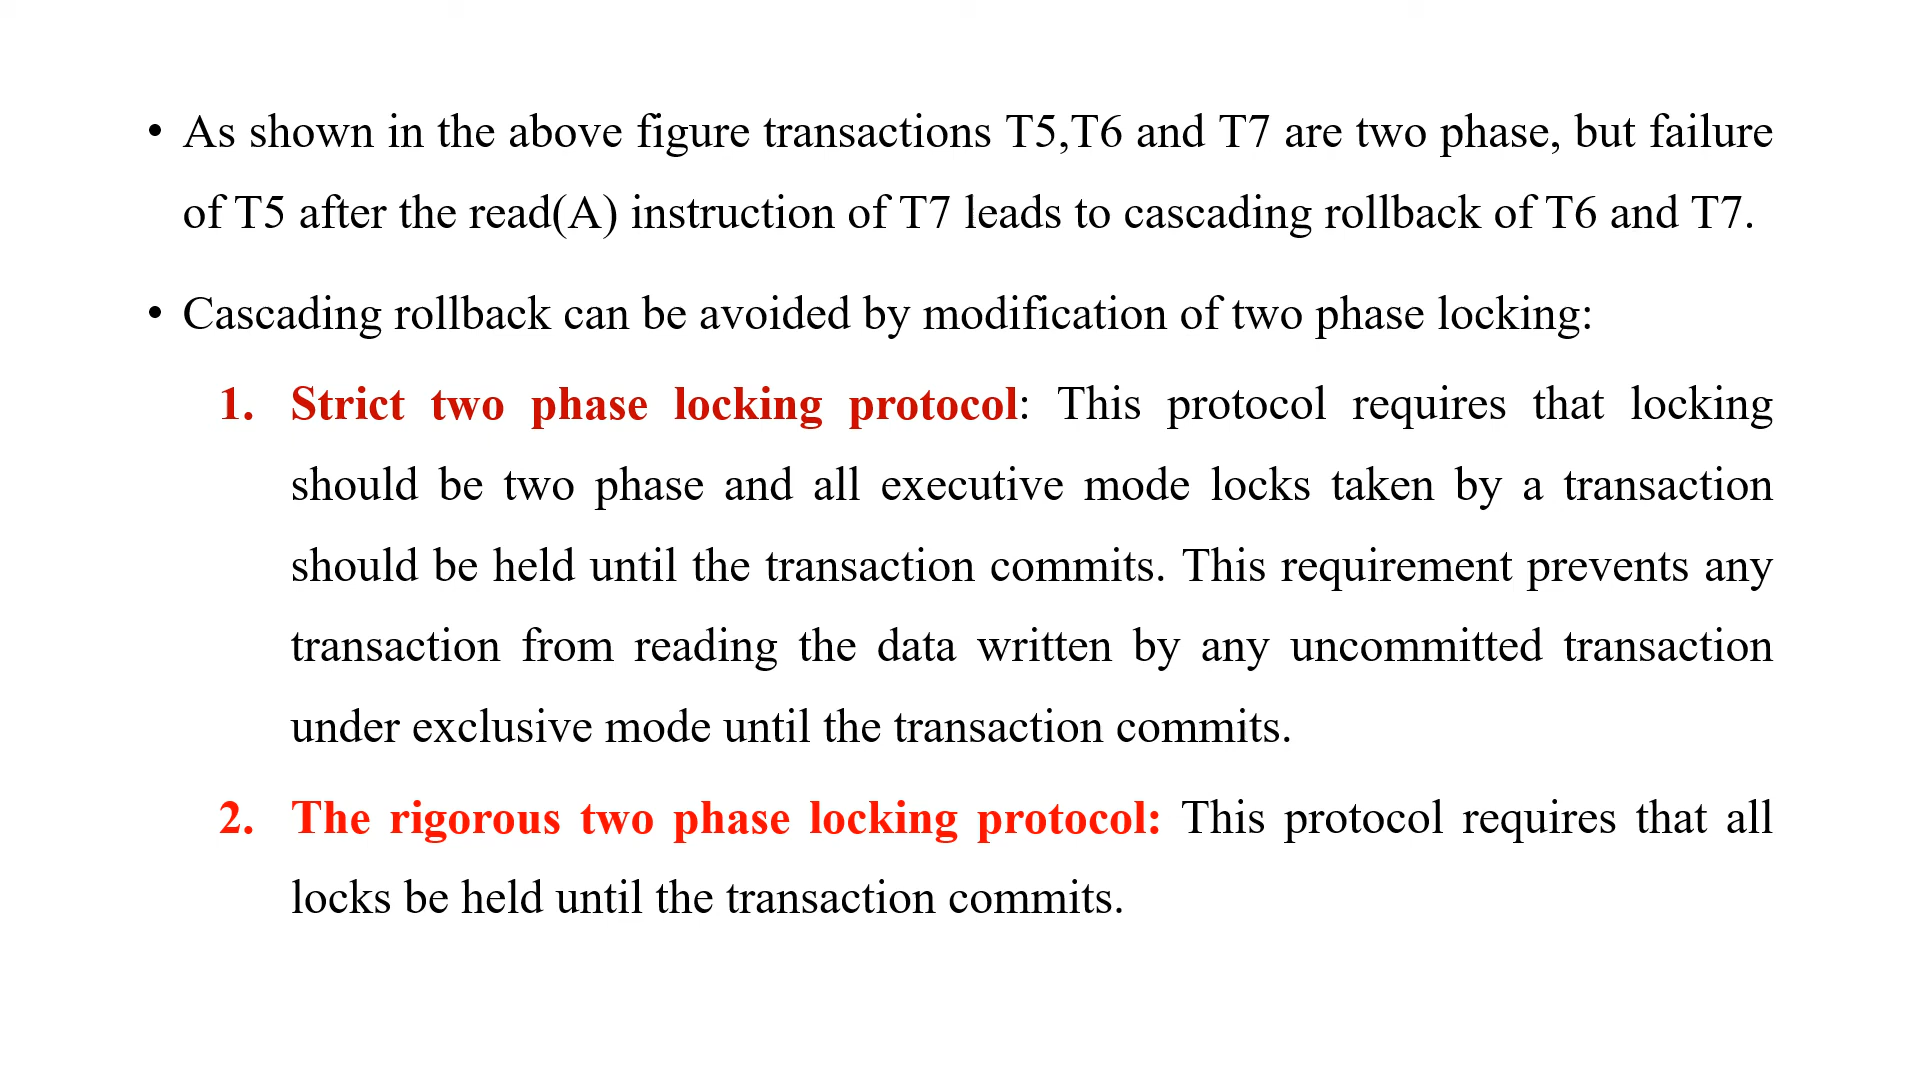 • As shown in the above figure transactions T5,T6 and T7 are two phase, but failure
of T5 after the read(A) instruction of T7 leads to cascading rollback of T6 and T7.
• Cascading rollback can be avoided by modification of two phase locking:
1. Strict two phase locking protocol: This protocol requires that locking
should be two phase and all executive mode locks taken by a transaction
should be held until the transaction commits. This requirement prevents any
transaction from reading the data written by any uncommitted transaction
under exclusive mode until the transaction commits.
2. The rigorous two phase locking protocol: This protocol requires that all
locks be held until the transaction commits.